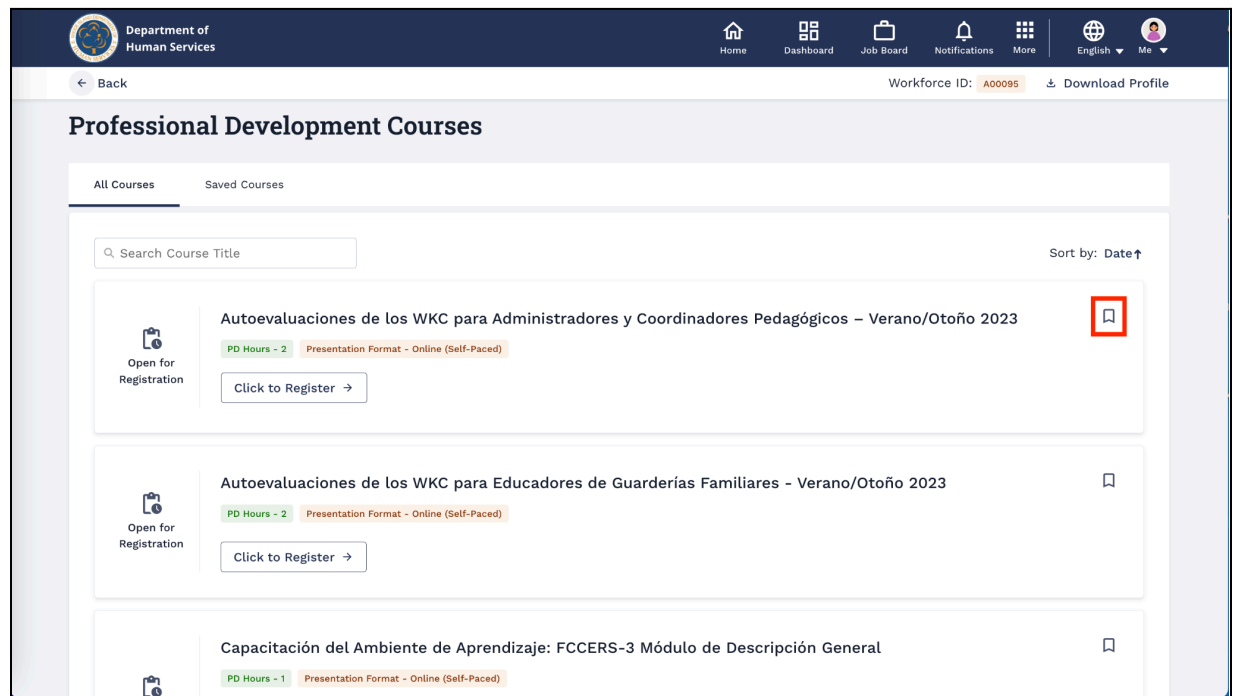 Department of
Human Services
Home
Dashboard
Job Board
Notifications
More
English
Me
Back
Workforce ID: A00095
Download Profile
Professional Development Courses
All Courses
Saved Courses
Search Course Title
Sort by: Date↑
Autoevaluaciones de los WKC para Administradores y Coordinadores Pedagógicos – Verano/Otoño 2023
PD Hours - 2
Presentation Format - Online (Self-Paced)
Open for
Registration
Click to Register →
Autoevaluaciones de los WKC para Educadores de Guarderías Familiares - Verano/Otoño 2023
PD Hours - 2
Presentation Format - Online (Self-Paced)
Open for
Registration
Click to Register →
Capacitación del Ambiente de Aprendizaje: FCCERS-3 Módulo de Descripción General
PD Hours - 1
Presentation Format - Online (Self-Paced)